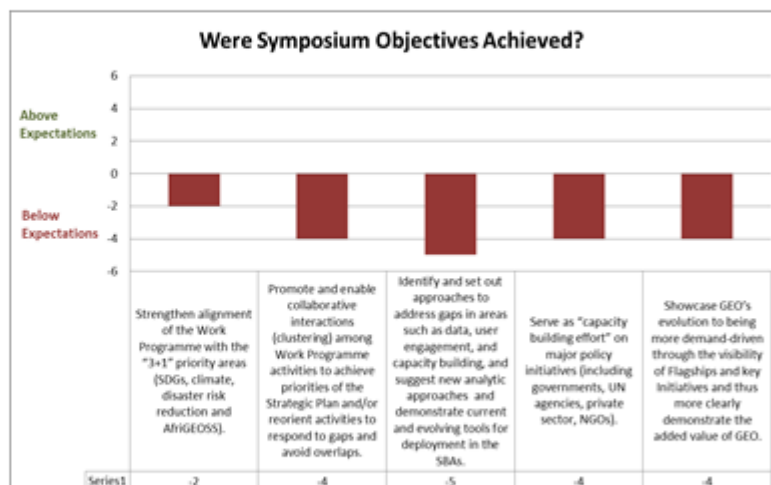 Were Symposium Objectives Achieved?
6
4
2
0
-2
-4
-6
Above
Expectations
Below
Expectations
Strengthen alignment
of the Work
Programme with the
"3+1" priority areas
(SDGs, climate,
disaster risk
reduction and
AfriGEOSS).
Promote and enable
collaborative
interactions
(clustering) among
Work Programme
activities to achieve
priorities of the
Strategic Plan and/or
reorient activities to
respond to gaps and
avoid overlaps.
Identify and set out
approaches to
address gaps in areas
such as data, user
engagement, and
capacity building, and
suggest new analytic
approaches and
demonstrate current
and evolving tools for
deployment in the
SBAs.
Serve as "capacity
building effort" on
major policy
initiatives (including
governments, UN
agencies, private
sector, NGOs).
Showcase GEO's
evolution to being
more demand-driven
through the visibility
of Flagships and key
Initiatives and thus
more clearly
demonstrate the
added value of GEO.
Series1 -2 -4 -5 -4 -4